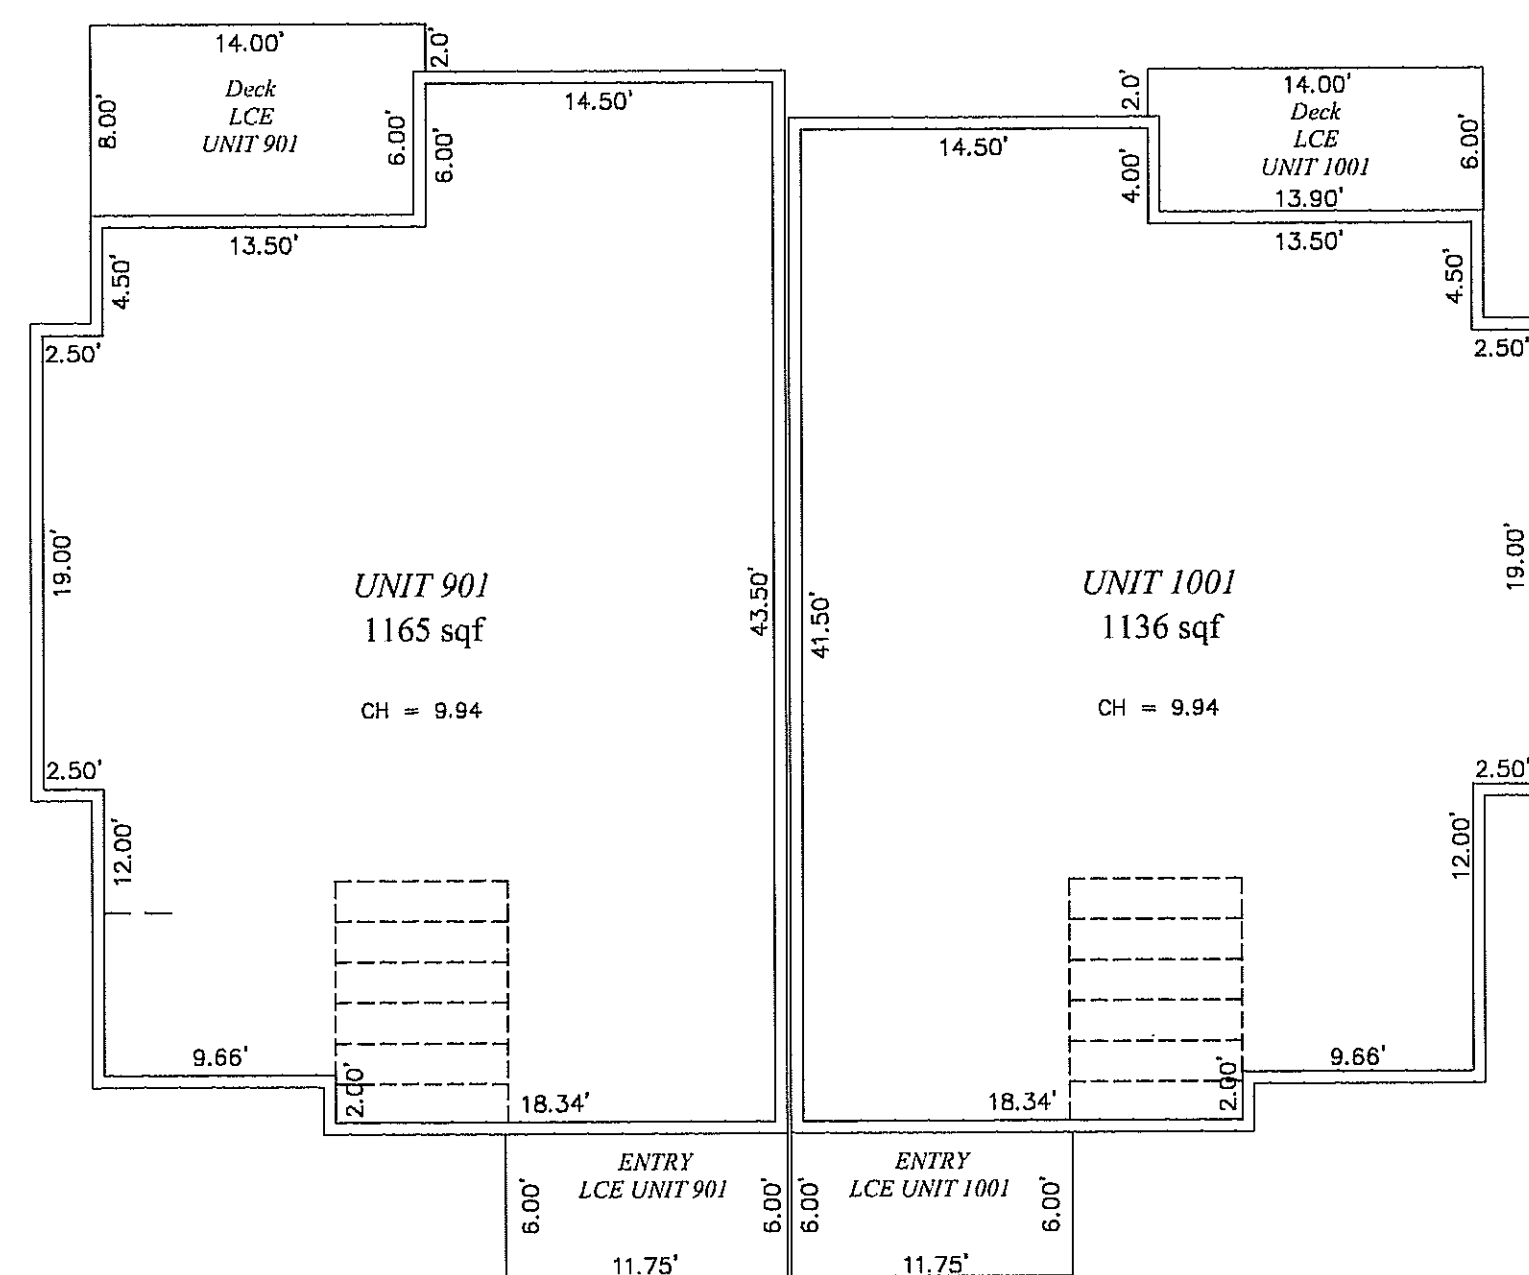 14.00'
2.0'
Deck
LCE
UNIT 901
8.00'
6.00'
6.00'
14.50'
13.50'
4.50'
2.50'
19.00'
UNIT 901
1165 sqf
CH = 9.94
43.50'
2.50'
12.00'
9.66'
2.00'
18.34'
ENTRY
LCE UNIT 901
6.00'
6.00'
11.75'
2.0'
14.00'
Deck
LCE
UNIT 1001
6.00'
13.90'
14.50'
4.00'
13.50'
4.50'
2.50'
19.00'
UNIT 1001
1136 sqf
CH = 9.94
41.50'
2.50'
12.00'
9.66'
2.00'
18.34'
ENTRY
LCE UNIT 1001
6.00'
6.00'
11.75'